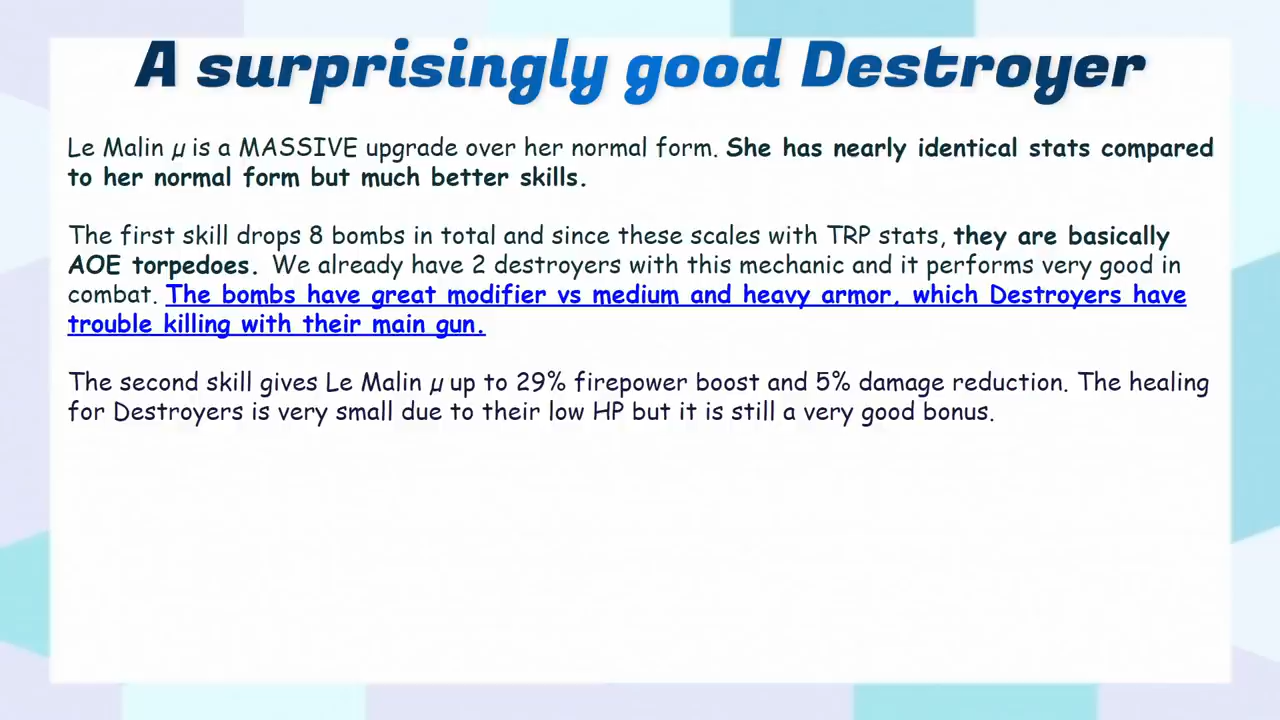 A surprisingly good Destroyer
Le Malin µ is a MASSIVE upgrade over her normal form. She has nearly identical stats compared
to her normal form but much better skills.
The first skill drops 8 bombs in total and since these scales with TRP stats, they are basically
AOE torpedoes. We already have 2 destroyers with this mechanic and it performs very good in
combat. The bombs have great modifier vs medium and heavy armor, which Destroyers have
trouble killing with their main gun.
The second skill gives Le Malin µ up to 29% firepower boost and 5% damage reduction. The healing
for Destroyers is very small due to their low HP but it is still a very good bonus.